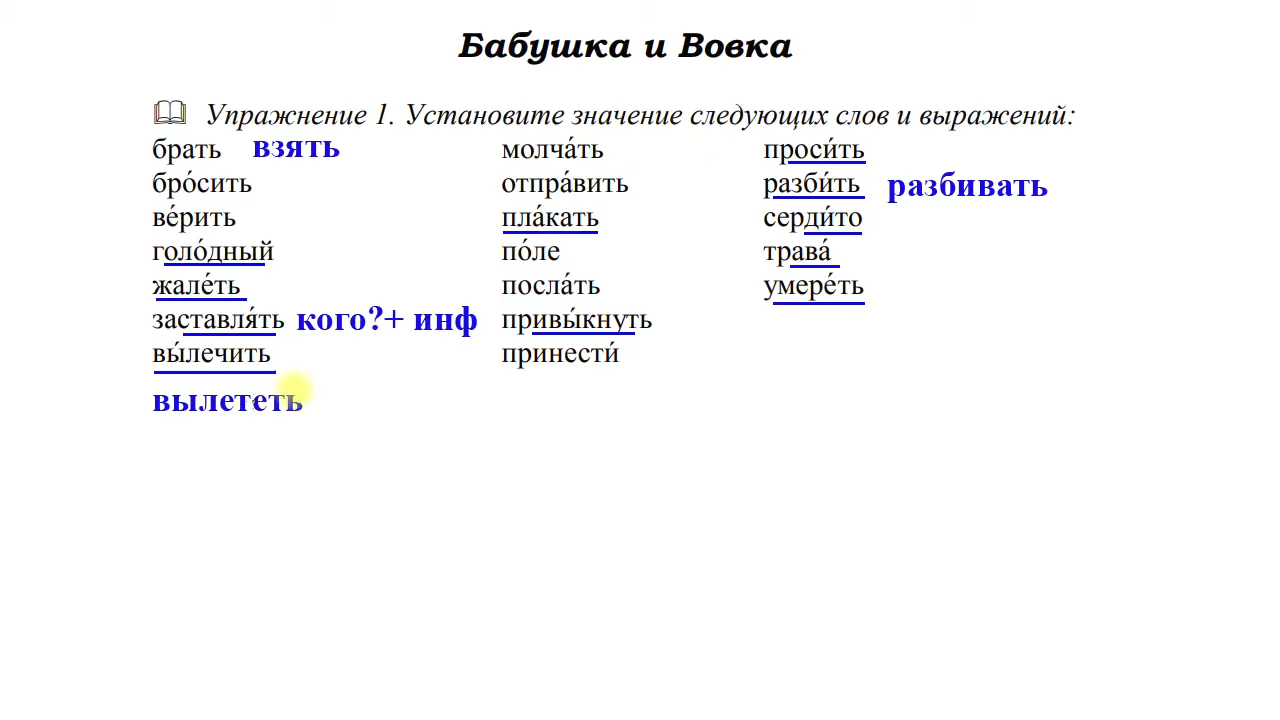 Бабушка и Вовка
Упражнение 1. Установите значение следующих слов и выражений:
брать взять
бро́сить
ве́рить
голо́дный
жале́ть
заставля́ть кого?+ инф
вы́лечить
вылететь
молча́ть
отпра́вить
пла́кать
по́ле
посла́ть
привы́кнуть
принести́
проси́ть
разби́ть разбивать
серди́то
трава́
умере́ть